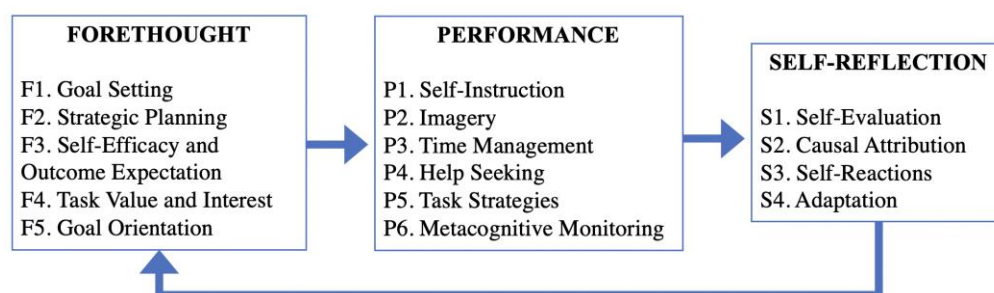 FORETHOUGHT
F1. Goal Setting
F2. Strategic Planning
F3. Self-Efficacy and
Outcome Expectation
F4. Task Value and Interest
F5. Goal Orientation
PERFORMANCE
P1. Self-Instruction
P2. Imagery
P3. Time Management
P4. Help Seeking
P5. Task Strategies
P6. Metacognitive Monitoring
SELF-REFLECTION
S1. Self-Evaluation
S2. Causal Attribution
S3. Self-Reactions
S4. Adaptation